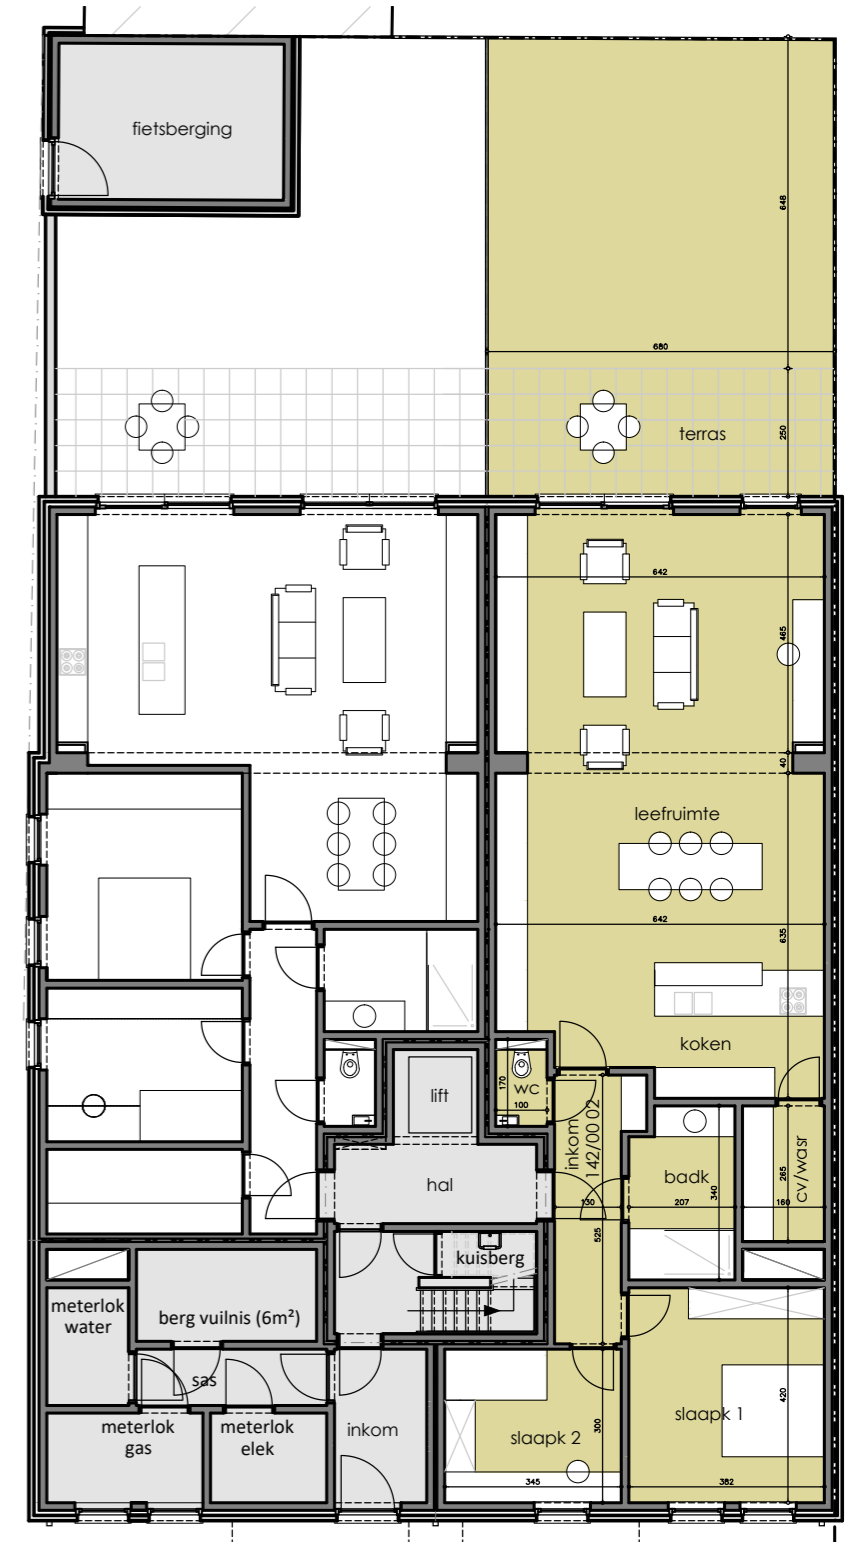 fietsberging
648
680
terras
250
642
465
40
leefruimte
642
635
koken
wc
170
100
lift
inkom
142/00 02
hal
130
badk
207
340
cv/wasr
265
160
525
kuisberg
meterlok
water
berg vuilnis (6m²)
sas
meterlok
gas
meterlok
elek
inkom
slaapk 2
300
345
slaapk 1
420
382